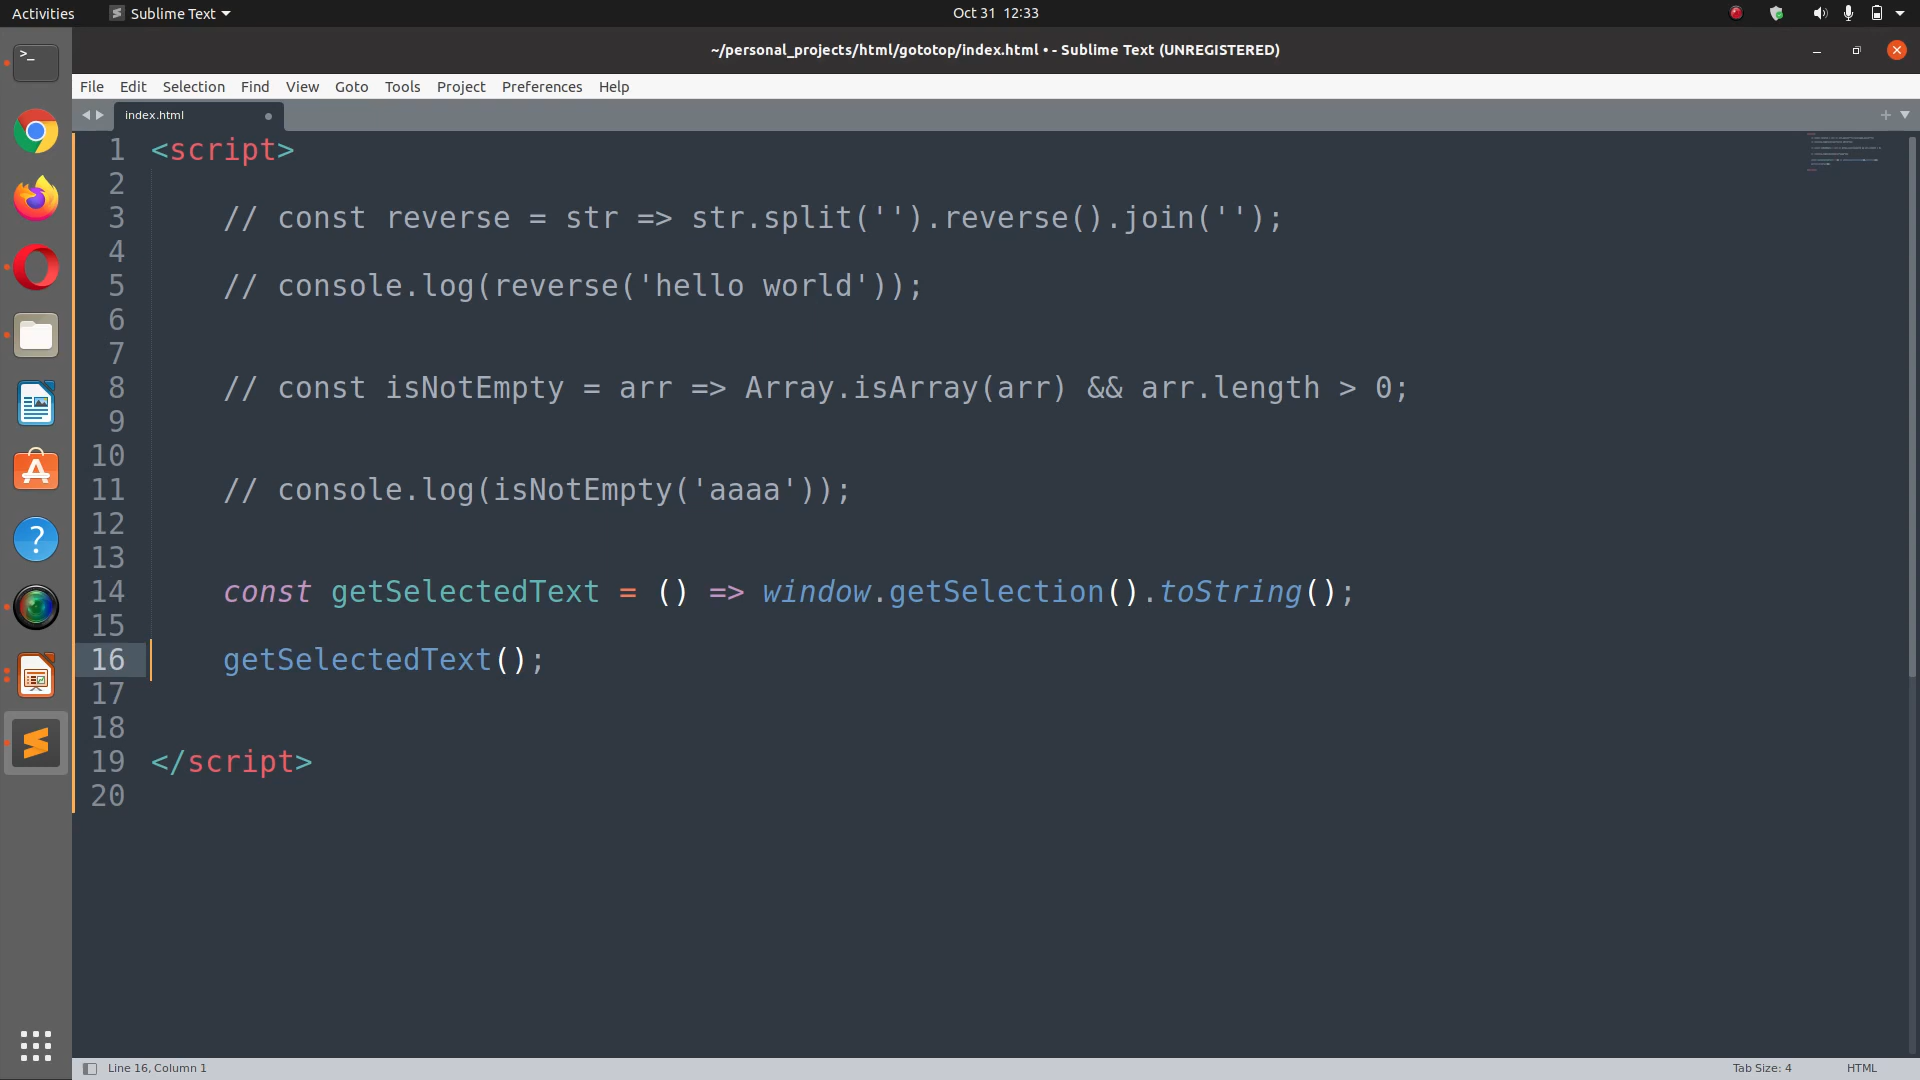 Activities
Sublime Text
Oct 31 12:33
~/personal_projects/html/gototop/index.html • - Sublime Text (UNREGISTERED)
File Edit Selection Find View Goto Tools Project Preferences Help
index.html
1 <script>
2
3 // const reverse = str => str.split('').reverse().join('');
4
5 // console.log(reverse('hello world'));
6
7
8 // const isNotEmpty = arr => Array.isArray(arr) && arr.length > 0;
9
10
11 // console.log(isNotEmpty('aaaa'));
12
13
14 const getSelectedText = () => window.getSelection().toString();
15
16 getSelectedText();
17
18
19 </script>
20
Line 16, Column 1
Tab Size: 4
HTML